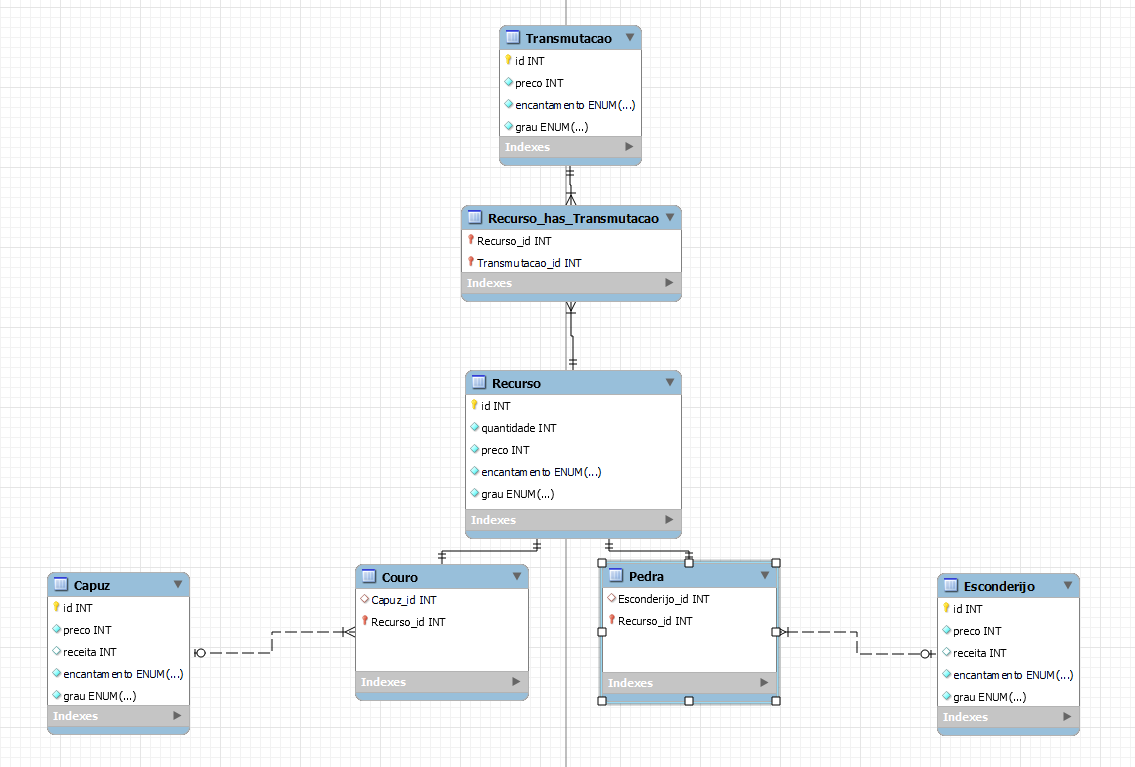 Transmutacao
id INT
preco INT
encantamento ENUM(...)
grau ENUM(...)
Indexes
Recurso_has_Transmutacao
Recurso_id INT
Transmutacao_id INT
Indexes
Recurso
id INT
quantidade INT
preco INT
encantamento ENUM(...)
grau ENUM(...)
Indexes
Capuz
id INT
preco INT
receita INT
encantamento ENUM(...)
grau ENUM(...)
Indexes
Couro
Capuz_id INT
Recurso_id INT
Indexes
Pedra
Esconderijo_id INT
Recurso_id INT
Indexes
Esconderijo
id INT
preco INT
receita INT
encantamento ENUM(...)
grau ENUM(...)
Indexes